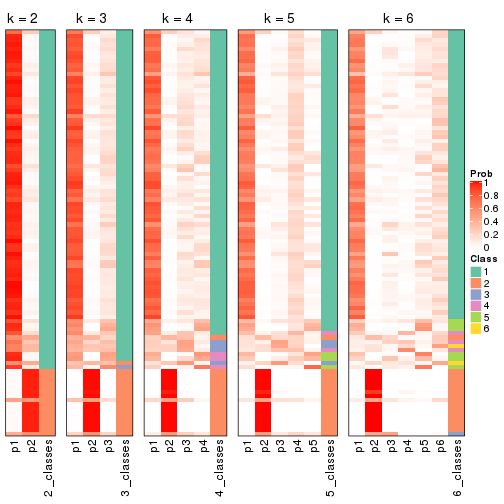 k = 2
k = 3
k = 4
k = 5
k = 6
p1
p2
2_classes
p1
p2
p3
3_classes
p1
p2
p3
p4
4_classes
p1
p2
p3
p4
p5
5_classes
p1
p2
p3
p4
p5
p6
6_classes
Prob
1
0.8
0.6
0.4
0.2
0
Class
1
2
3
4
5
6